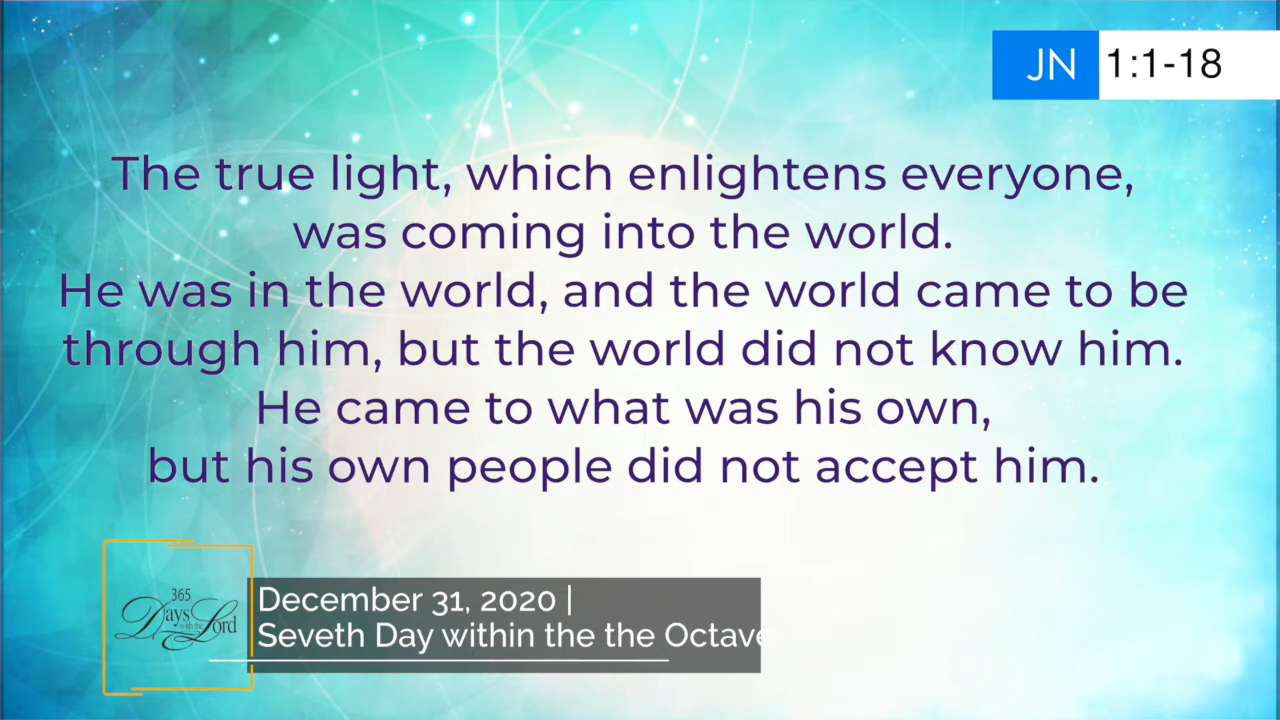 JN 1:1-18
The true light, which enlightens everyone,
was coming into the world.
He was in the world, and the world came to be
through him, but the world did not know him.
He came to what was his own,
but his own people did not accept him.
365
Days with the Lord
December 31, 2020 |
Seveth Day within the the Octave